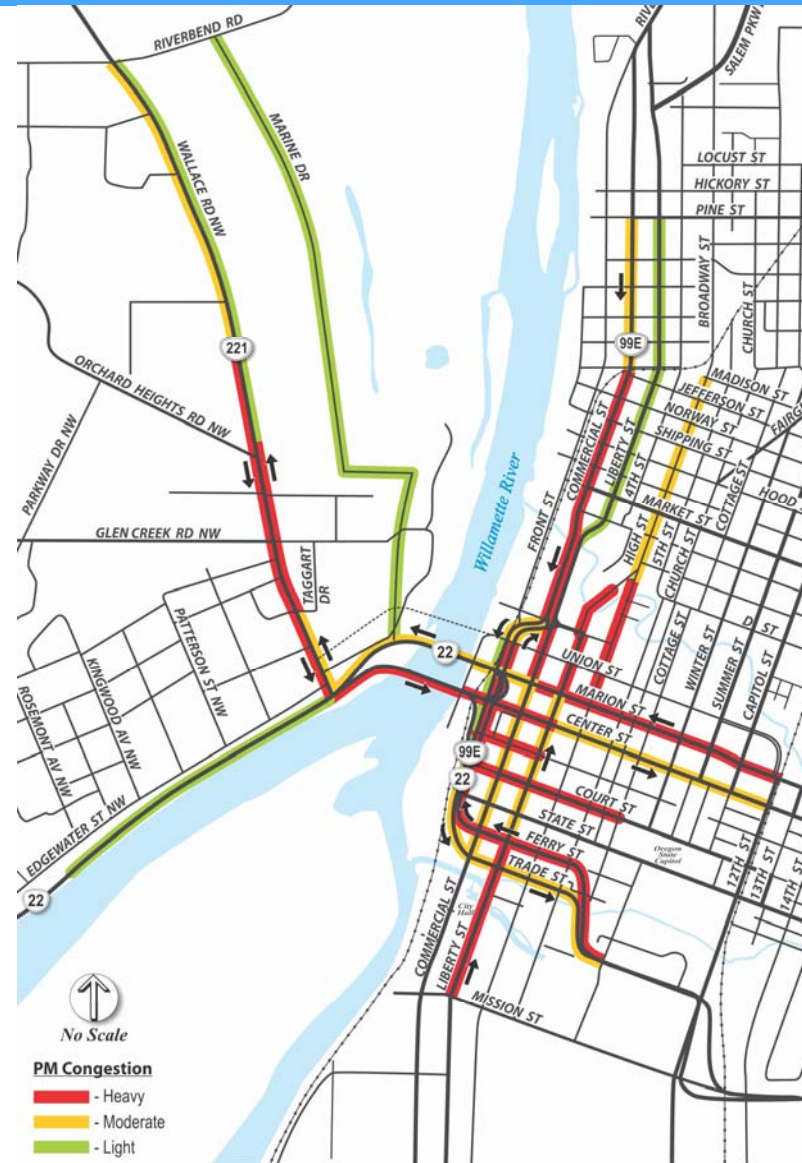 RIVERBEND RD
MARINE DR
WALLACE RD NW
SALEM PKWY
LOCUST ST
HICKORY ST
PINE ST
BROADWAY ST
CHURCH ST
221
99E
ORCHARD HEIGHTS RD NW
PARKWAY DR NW
MADISON ST
JEFFERSON ST
NORWAY ST
SHIPPING ST
COMMERCIAL ST
LIBERTY ST
4TH ST
COTTAGE ST
HOOD
MARKET ST
Willamette River
FRONT ST
HIGH ST
5TH ST
CHURCH ST
GLEN CREEK RD NW
TAGGART
DR
PATTERSON ST NW
KINGWOOD AV NW
ROSEMONT AV NW
22
UNION ST
D ST
COTTAGE ST
WINTER ST
SUMMER ST
CAPITOL ST
MARION ST
CENTER ST
99E
22
COURT ST
STATE ST
FERRY ST
TRADE ST
Oregon
State
Capitol
12TH ST
13TH ST
14TH ST
EDGEWATER ST NW
22
City
Hall
COMMERCIAL ST
LIBERTY ST
MISSION ST
No Scale
PM Congestion
- Heavy
- Moderate
- Light